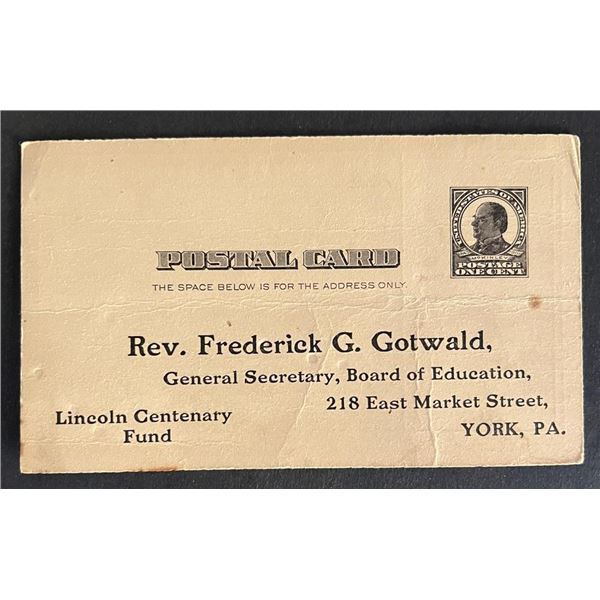 UNITED STATES OF AMERICA
McKINLEY
POSTAGE
ONE CENT
POSTAL CARD
THE SPACE BELOW IS FOR THE ADDRESS ONLY.
Rev. Frederick G. Gotwald,
General Secretary, Board of Education,
218 East Market Street,
YORK, PA.
Lincoln Centenary
Fund